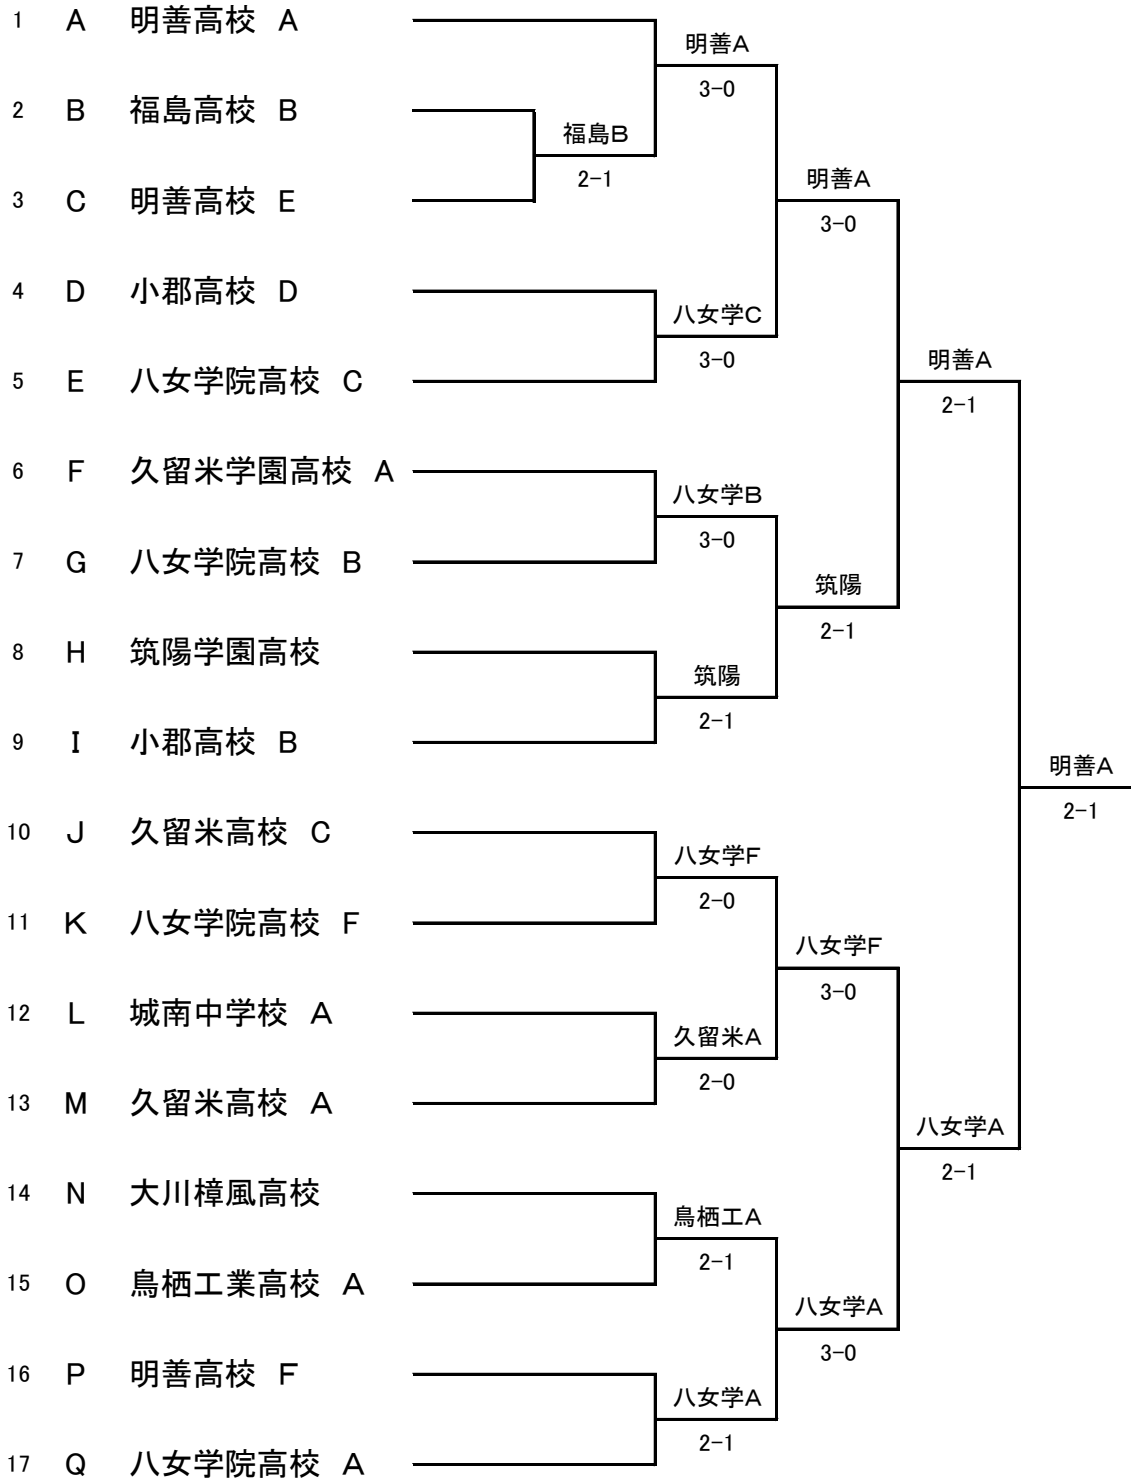 1 A 明善高校 A
明善A
3-0
2 B 福島高校 B
福島B
2-1
3 C 明善高校 E
明善A
3-0
4 D 小郡高校 D
八女学C
3-0
5 E 八女学院高校 C
明善A
2-1
6 F 久留米学園高校 A
八女学B
3-0
7 G 八女学院高校 B
筑陽
2-1
8 H 筑陽学園高校
筑陽
2-1
9 I 小郡高校 B
明善A
2-1
10 J 久留米高校 C
八女学F
2-0
11 K 八女学院高校 F
八女学F
3-0
12 L 城南中学校 A
久留米A
2-0
13 M 久留米高校 A
八女学A
2-1
14 N 大川樟風高校
鳥栖工A
2-1
15 O 鳥栖工業高校 A
八女学A
3-0
16 P 明善高校 F
八女学A
2-1
17 Q 八女学院高校 A